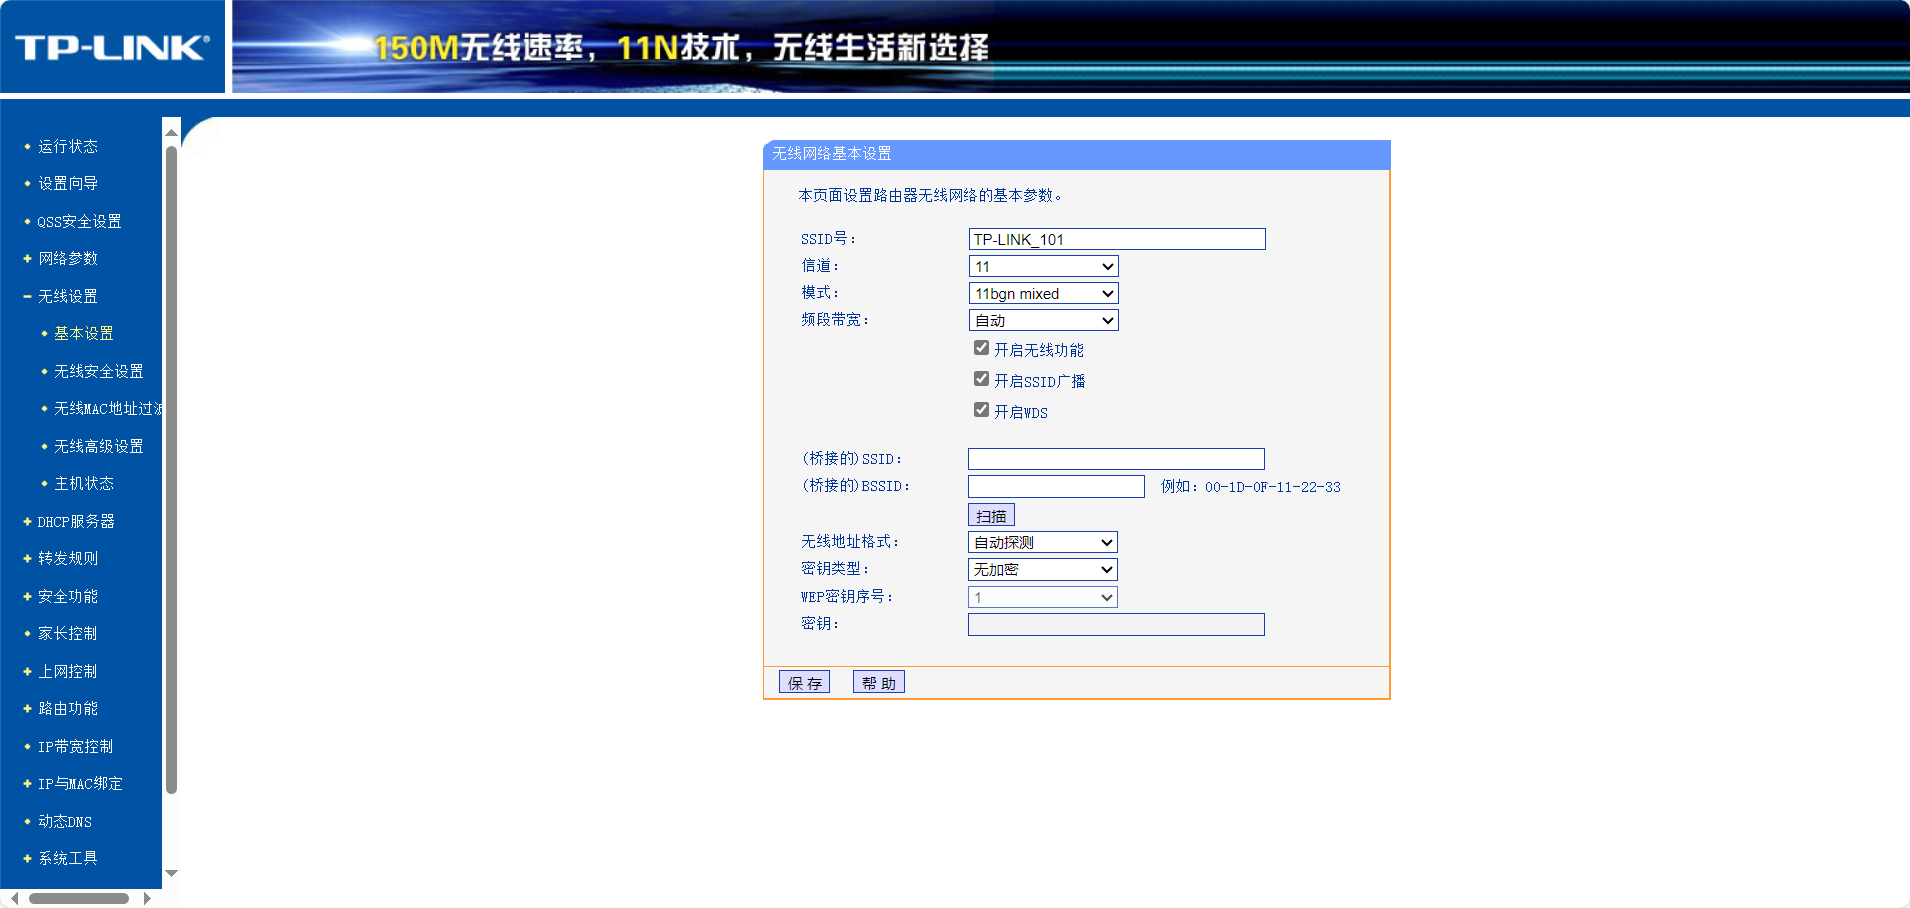 TP-LINK®
150M无线速率，11N技术，无线生活新选择
运行状态
设置向导
QSS安全设置
网络参数
无线设置
基本设置
无线安全设置
无线MAC地址过滤
无线高级设置
主机状态
DHCP服务器
转发规则
安全功能
家长控制
上网控制
路由功能
IP带宽控制
IP与MAC绑定
动态DNS
系统工具
无线网络基本设置
本页面设置路由器无线网络的基本参数。
SSID号： TP-LINK_101
信道： 11
模式： 11bgn mixed
频段带宽： 自动
开启无线功能
开启SSID广播
开启WDS
(桥接的)SSID：
(桥接的)BSSID： 例如：00-1D-0F-11-22-33
扫描
无线地址格式： 自动探测
密钥类型： 无加密
WEP密钥序号： 1
密钥：
保 存 帮 助